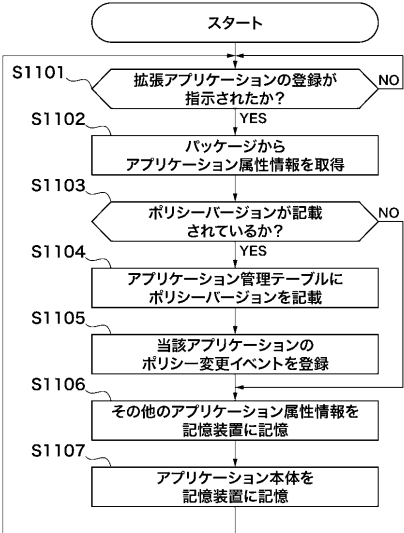 スタート
S1101
拡張アプリケーションの登録が
指示されたか？
NO
YES
S1102
パッケージから
アプリケーション属性情報を取得
S1103
ポリシーバージョンが記載
されているか？
NO
YES
S1104
アプリケーション管理テーブルに
ポリシーバージョンを記載
S1105
当該アプリケーションの
ポリシー変更イベントを登録
S1106
その他のアプリケーション属性情報を
記憶装置に記憶
S1107
アプリケーション本体を
記憶装置に記憶